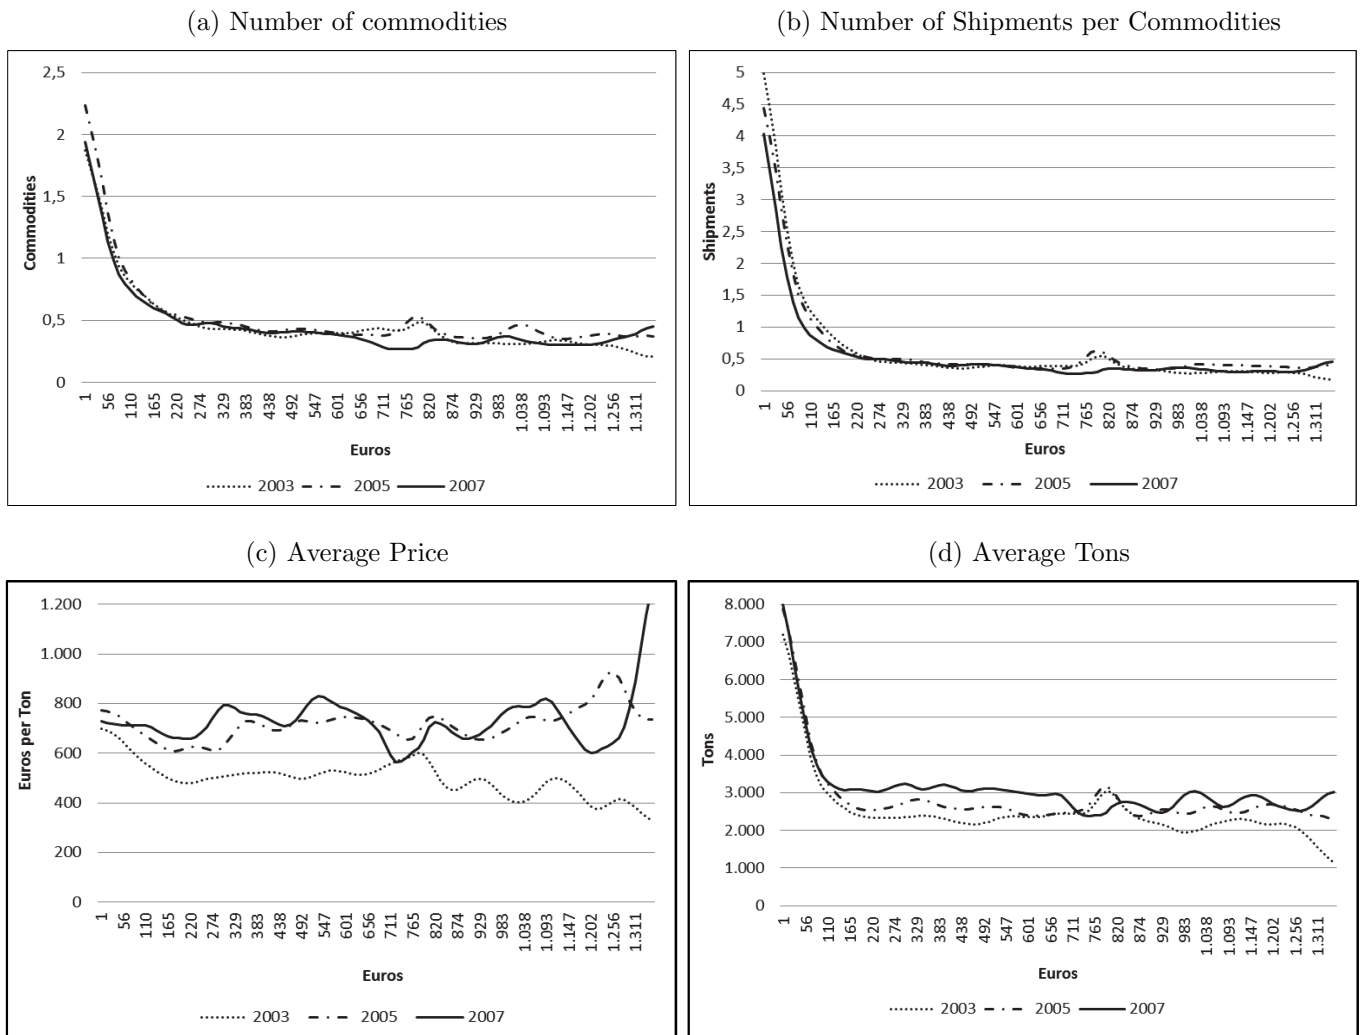 (a) Number of commodities
2,5
2
1,5
1
0,5
0
Commodities
1 56 110 165 220 274 329 383 438 492 547 601 656 711 765 820 874 929 983 1.038 1.093 1.147 1.202 1.256 1.311
Euros
2003 2005 2007
(b) Number of Shipments per Commodities
5
4,5
4
3,5
3
2,5
2
1,5
1
0,5
0
Shipments
1 56 110 165 220 274 329 383 438 492 547 601 656 711 765 820 874 929 983 1.038 1.093 1.147 1.202 1.256 1.311
Euros
2003 2005 2007
(c) Average Price
1.200
1.000
800
600
400
200
0
Euros per Ton
1 56 110 165 220 274 329 383 438 492 547 601 656 711 765 820 874 929 983 1.038 1.093 1.147 1.202 1.256 1.311
Euros
2003 2005 2007
(d) Average Tons
8.000
7.000
6.000
5.000
4.000
3.000
2.000
1.000
0
Tons
1 56 110 165 220 274 329 383 438 492 547 601 656 711 765 820 874 929 983 1.038 1.093 1.147 1.202 1.256 1.311
Euros
2003 2005 2007